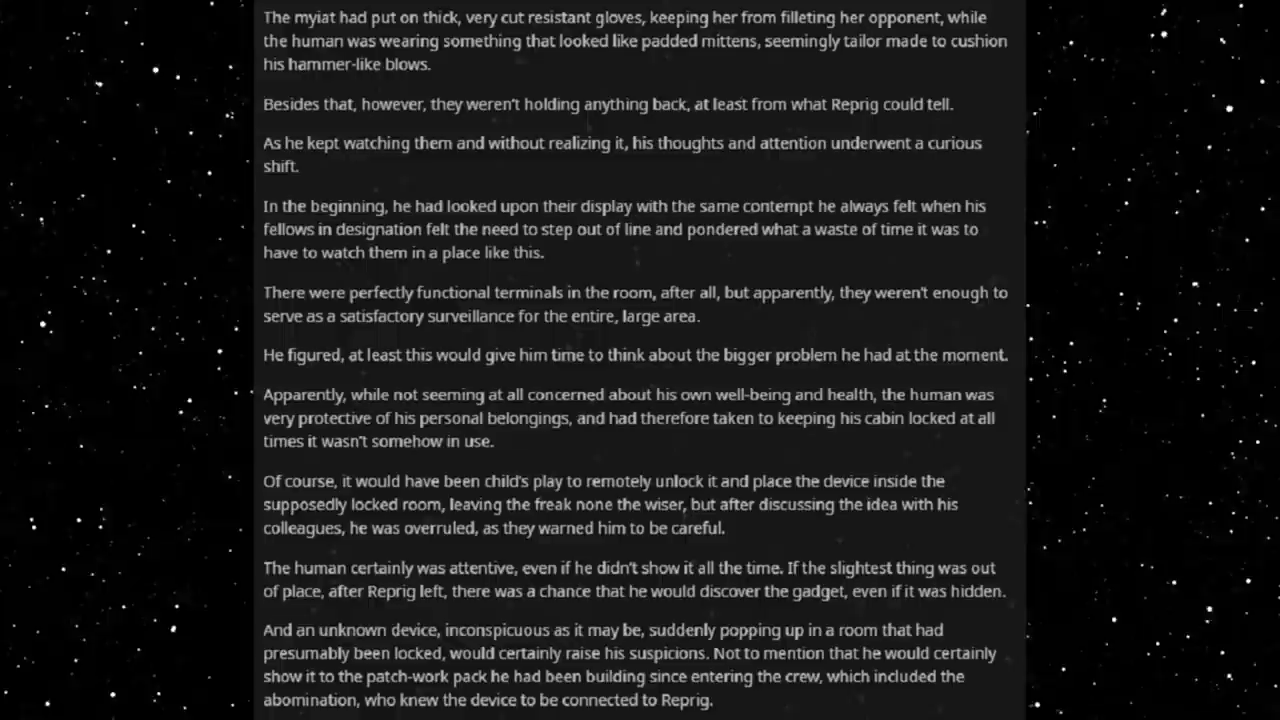 The myiat had put on thick, very cut resistant gloves, keeping her from filleting her opponent, while
the human was wearing something that looked like padded mittens, seemingly tailor made to cushion
his hammer-like blows.
Besides that, however, they weren't holding anything back, at least from what Reprig could tell.
As he kept watching them and without realizing it, his thoughts and attention underwent a curious
shift.
In the beginning, he had looked upon their display with the same contempt he always felt when his
fellows in designation felt the need to step out of line and pondered what a waste of time it was to
have to watch them in a place like this.
There were perfectly functional terminals in the room, after all, but apparently, they weren't enough to
serve as a satisfactory surveillance for the entire, large area.
He figured, at least this would give him time to think about the bigger problem he had at the moment.
Apparently, while not seeming at all concerned about his own well-being and health, the human was
very protective of his personal belongings, and had therefore taken to keeping his cabin locked at all
times it wasn't somehow in use.
Of course, it would have been child's play to remotely unlock it and place the device inside the
supposedly locked room, leaving the freak none the wiser, but after discussing the idea with his
colleagues, he was overruled, as they warned him to be careful.
The human certainly was attentive, even if he didn't show it all the time. If the slightest thing was out
of place, after Reprig left, there was a chance that he would discover the gadget, even if it was hidden.
And an unknown device, inconspicuous as it may be, suddenly popping up in a room that had
presumably been locked, would certainly raise his suspicions. Not to mention that he would certainly
show it to the patch-work pack he had been building since entering the crew, which included the
abomination, who knew the device to be connected to Reprig.